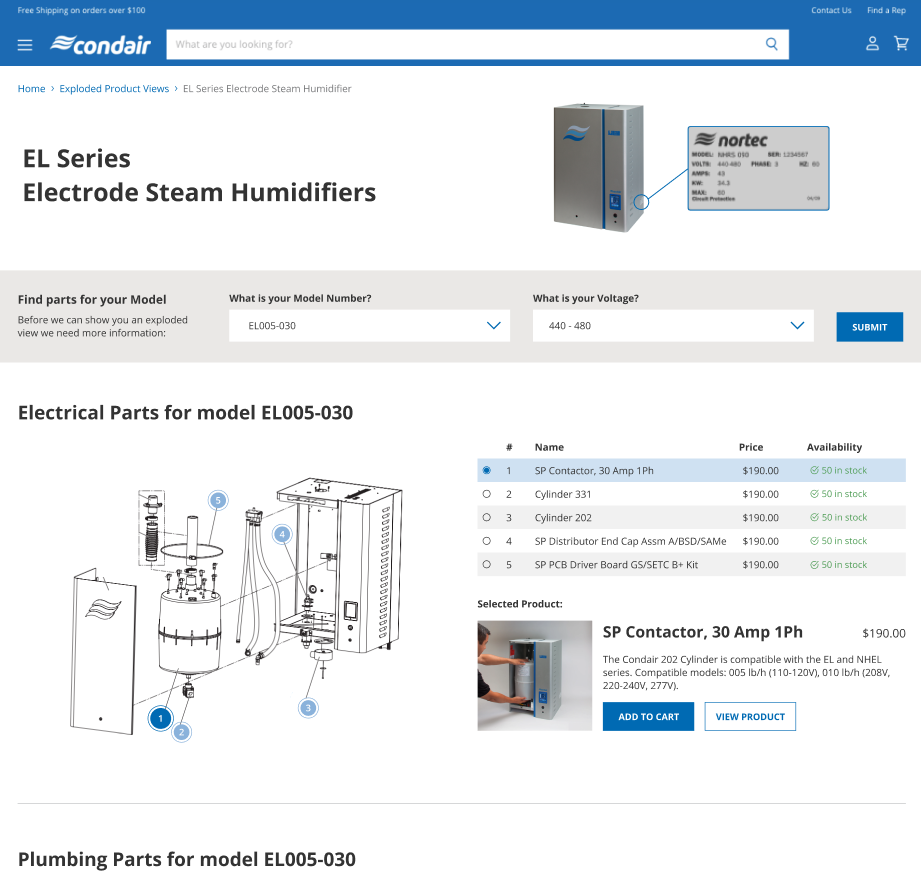 Free Shipping on orders over $100
Contact Us Find a Rep
condair
What are you looking for?
Home › Exploded Product Views › EL Series Electrode Steam Humidifier
EL Series
Electrode Steam Humidifiers
nortec
MODEL: NHRS 050 SER: 1234567
VOLTS: 440-480 PHASE: 3 HZ: 60
AMPS: 43
KW: 34.3
MAX: 60
Circuit Protective
Find parts for your Model
Before we can show you an exploded
view we need more information:
What is your Model Number?
EL005-030
What is your Voltage?
440 - 480
SUBMIT
Electrical Parts for model EL005-030
# Name Price Availability
1 SP Contactor, 30 Amp 1Ph $190.00 50 in stock
2 Cylinder 331 $190.00 50 in stock
3 Cylinder 202 $190.00 50 in stock
4 SP Distributor End Cap Assm A/BSD/SAMe $190.00 50 in stock
5 SP PCB Driver Board GS/SETC B+ Kit $190.00 50 in stock
5
4
3
1
2
Selected Product:
SP Contactor, 30 Amp 1Ph $190.00
The Condair 202 Cylinder is compatible with the EL and NHEL
series. Compatible models: 005 lb/h (110-120V), 010 lb/h (208V,
220-240V, 277V).
ADD TO CART VIEW PRODUCT
Plumbing Parts for model EL005-030